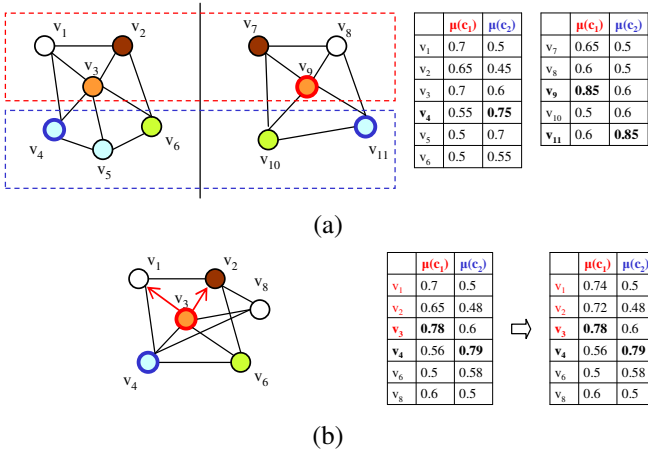 v1 v2 v7 v8
v3 v9
v4 v6 v11
v5 v10
μ(c1) μ(c2)
v1 0.7 0.5
v2 0.65 0.45
v3 0.7 0.6
v4 0.55 0.75
v5 0.5 0.7
v6 0.5 0.55
μ(c1) μ(c2)
v7 0.65 0.5
v8 0.6 0.5
v9 0.85 0.6
v10 0.5 0.6
v11 0.6 0.85
(a)
v1 v2
v8
v3
v4 v6
μ(c1) μ(c2)
v1 0.7 0.5
v2 0.65 0.48
v3 0.78 0.6
v4 0.56 0.79
v6 0.5 0.58
v8 0.6 0.5
μ(c1) μ(c2)
v1 0.74 0.5
v2 0.72 0.48
v3 0.78 0.6
v4 0.56 0.79
v6 0.5 0.58
v8 0.6 0.5
(b)